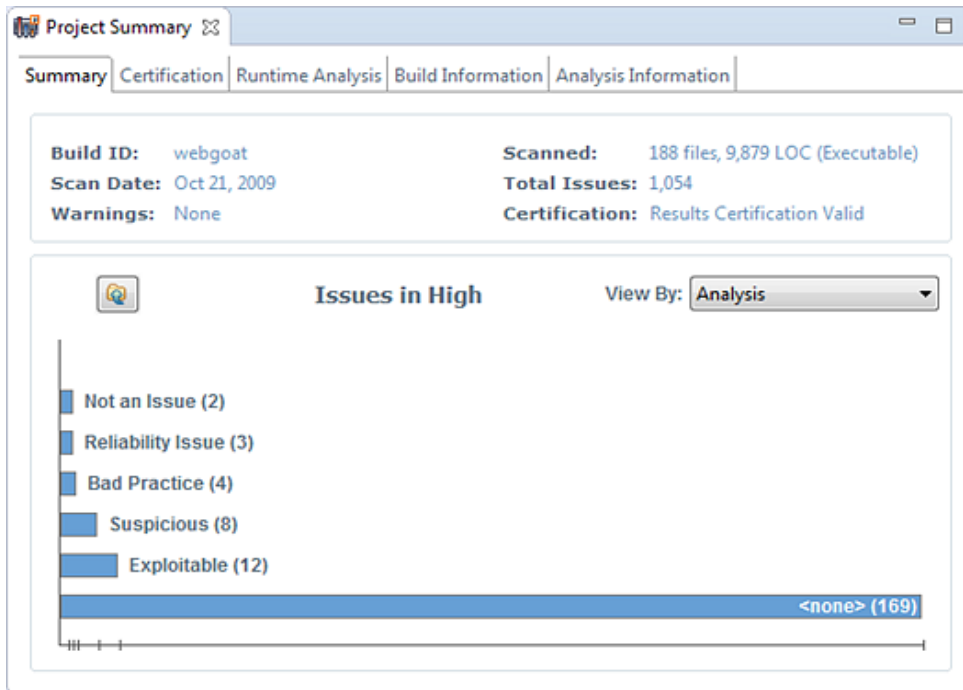 Project Summary
Summary Certification Runtime Analysis Build Information Analysis Information
Build ID: webgoat Scanned: 188 files, 9,879 LOC (Executable)
Scan Date: Oct 21, 2009 Total Issues: 1,054
Warnings: None Certification: Results Certification Valid
Issues in High View By: Analysis
Not an Issue (2)
Reliability Issue (3)
Bad Practice (4)
Suspicious (8)
Exploitable (12)
<none> (169)